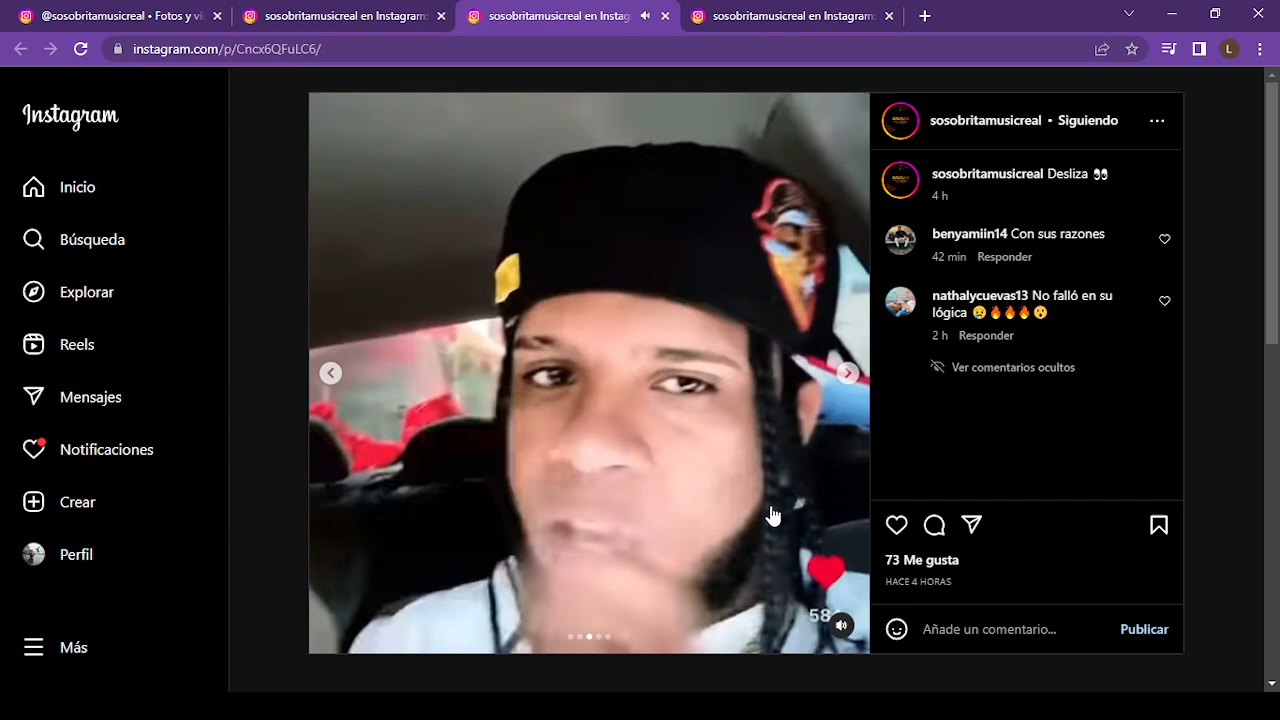 @sosobritamusicreal • Fotos y vi
sosobritamusicreal en Instagram:
sosobritamusicreal en Instag
sosobritamusicreal en Instagram:
instagram.com/p/Cncx6QFuLC6/
L
Instagram
Inicio
Búsqueda
Explorar
Reels
Mensajes
Notificaciones
Crear
Perfil
Más
58
sosobritamusicreal • Siguiendo
sosobritamusicreal Desliza 👀
4 h
benyamiin14 Con sus razones
42 min Responder
nathalycuevas13 No falló en su
lógica 😥🔥🔥🔥😮
2 h Responder
Ver comentarios ocultos
73 Me gusta
HACE 4 HORAS
Añade un comentario...
Publicar